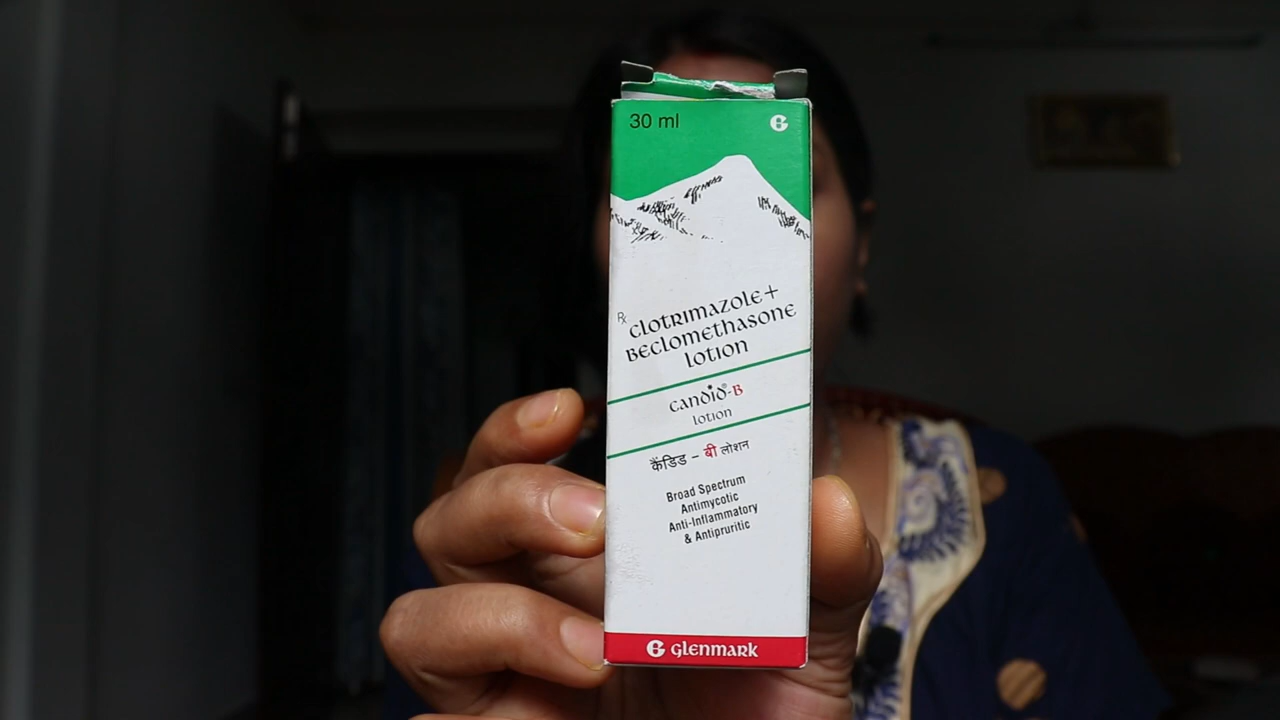 30 ml
Rx Clotrimazole+
Beclomethasone
Lotion
Candid®-B
Lotion
कैंडिड – बी लोशन
Broad Spectrum
Antimycotic
Anti-Inflammatory
& Antipruritic
Glenmark